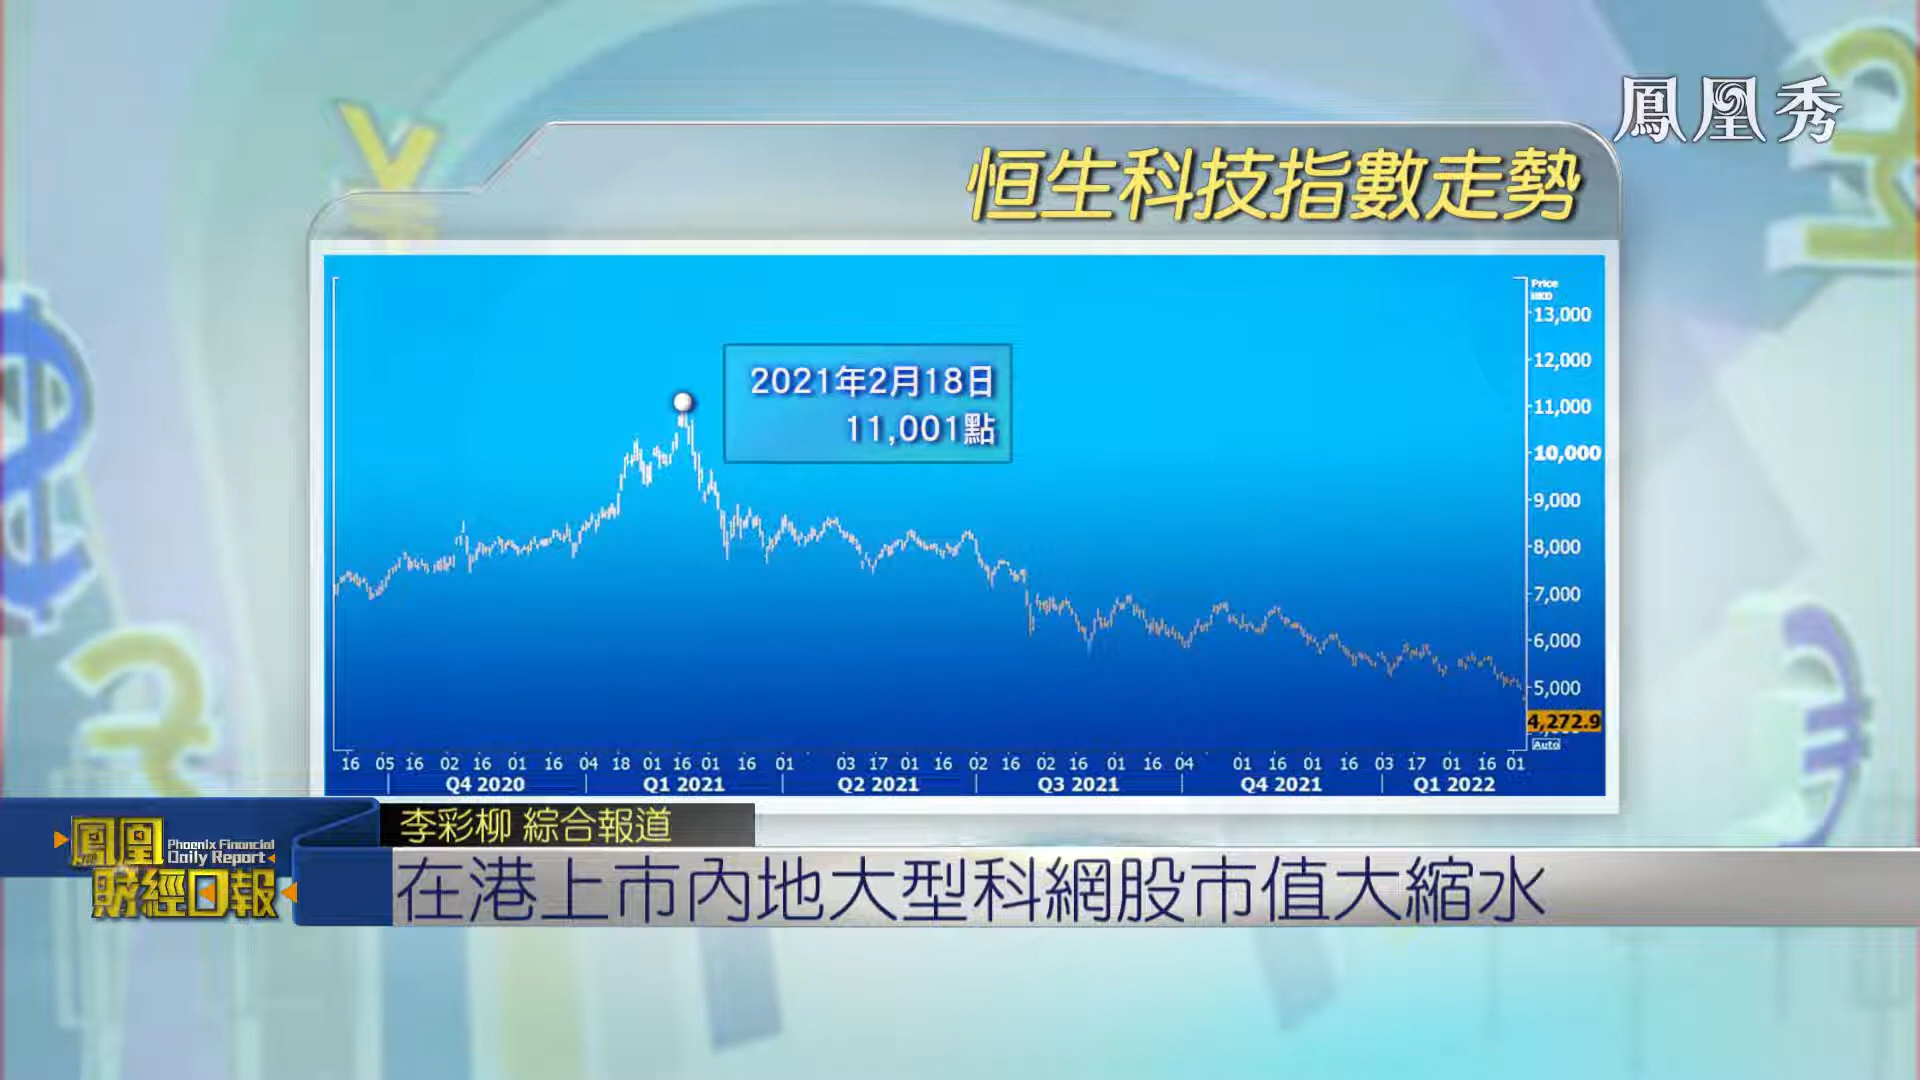 鳳凰秀
恒生科技指數走勢
2021年2月18日
11,001點
Price
HKD
13,000
12,000
11,000
10,000
9,000
8,000
7,000
6,000
5,000
4,272.9
Auto
16 05 16 02 16 01 16 04 18 01 16 01 16 01 03 17 01 16 02 16 02 16 01 16 04 01 16 01 16 03 17 01 16 01
Q4 2020 Q1 2021 Q2 2021 Q3 2021 Q4 2021 Q1 2022
李彩柳 綜合報道
鳳凰 Phoenix Financial
Daily Report
財經日報
在港上市內地大型科網股市值大縮水